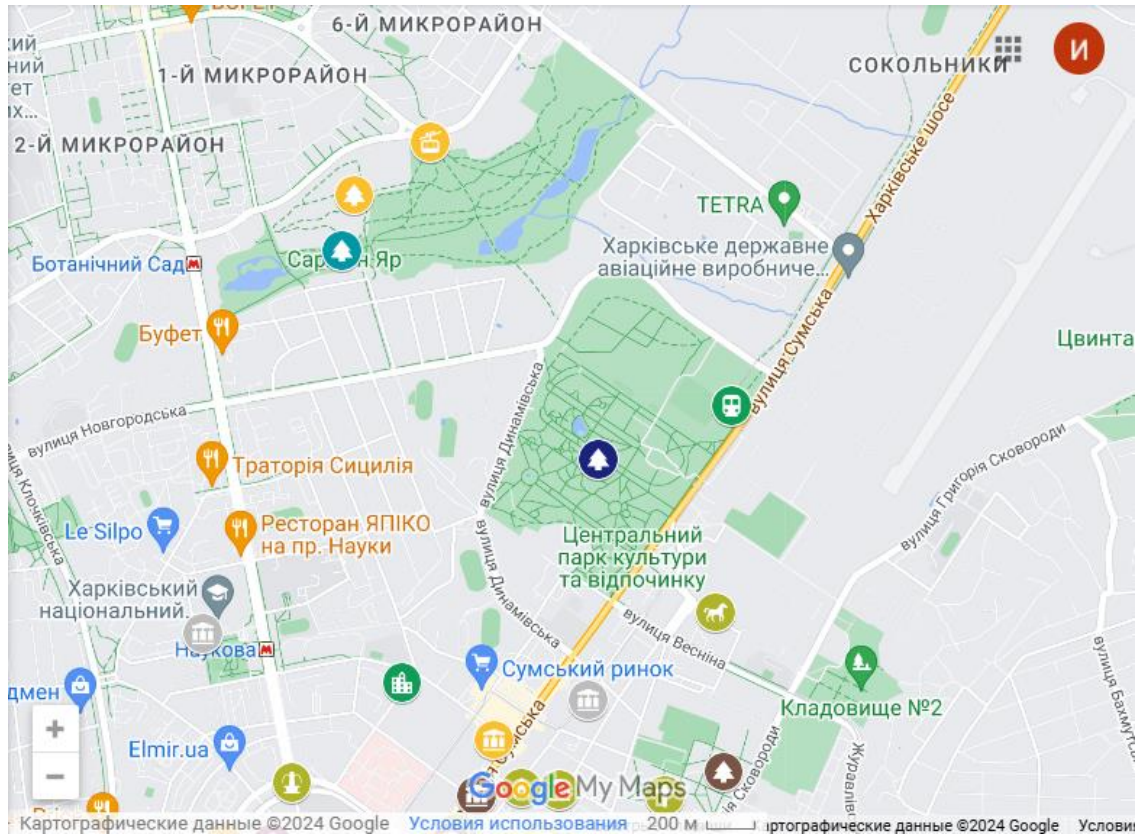 6-Й МИКРОРАЙОН
СОКОЛЬНИКИ
И
1-Й МИКРОРАЙОН
2-Й МИКРОРАЙОН
Харківське шосе
TETRA
Харківське державне
авіаційне виробниче...
Ботанічний Сад
Буфет
Цвинта
вулиця Сумська
вулиця Новгородська
вулиця Динамівська
Траторія Сицилія
вулиця Григорія Сковороди
Le Silpo
Ресторан ЯПІКО
на пр. Науки
Центральний
парк культури
та відпочинку
Харківський
національний...
вулиця Динамівська
вулиця Весніна
Наукова
Сумський ринок
Кладовище №2
Elmir.ua
+
−
Google My Maps
Картографические данные ©2024 Google
Условия использования
200 м